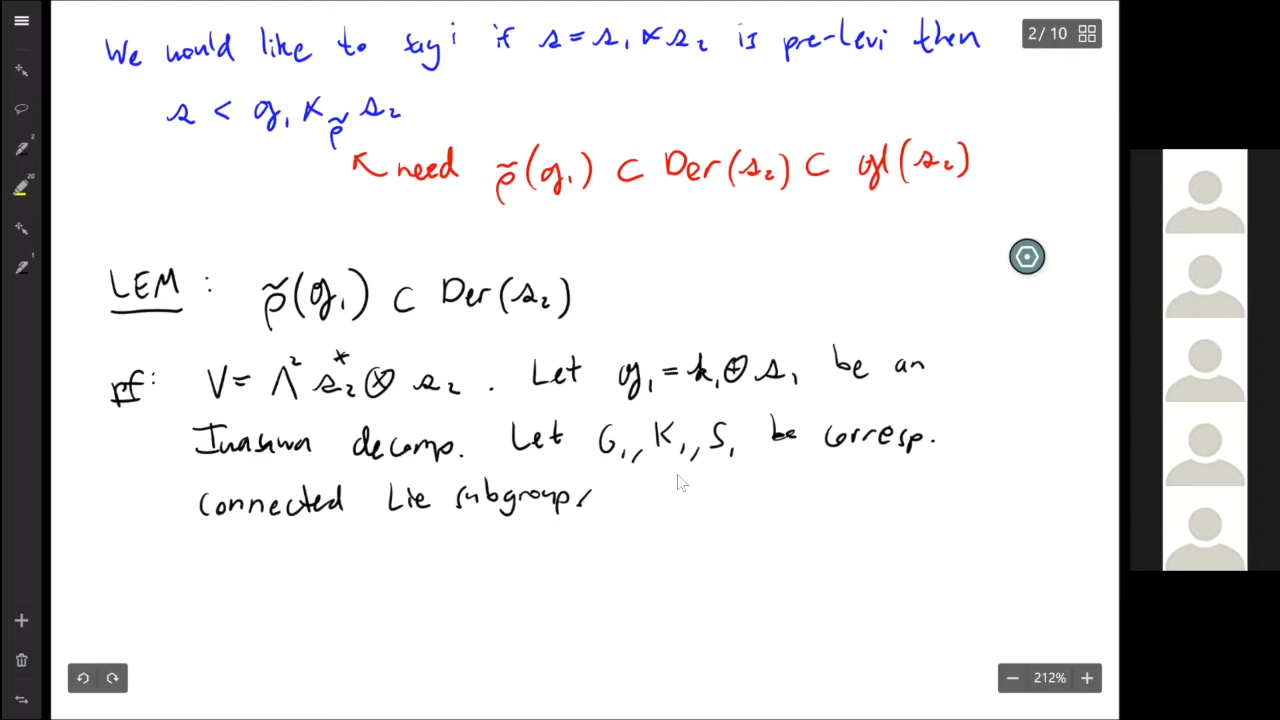 2 / 10
We would like to say: if s = s₁ ⋉ s₂ is pre-Levi then
s < g₁ ⋉_ρ̃ s₂
↖ need ρ̃(g₁) ⊂ Der(s₂) ⊂ gl(s₂)
LEM : ρ̃(g₁) ⊂ Der(s₂)
pf: V = Λ² s₂* ⊗ s₂ . Let g₁ = k₁ ⊕ s₁ be an
Iwasawa decomp. Let G₁, K₁, S₁ be corresp.
connected Lie subgroups
212%